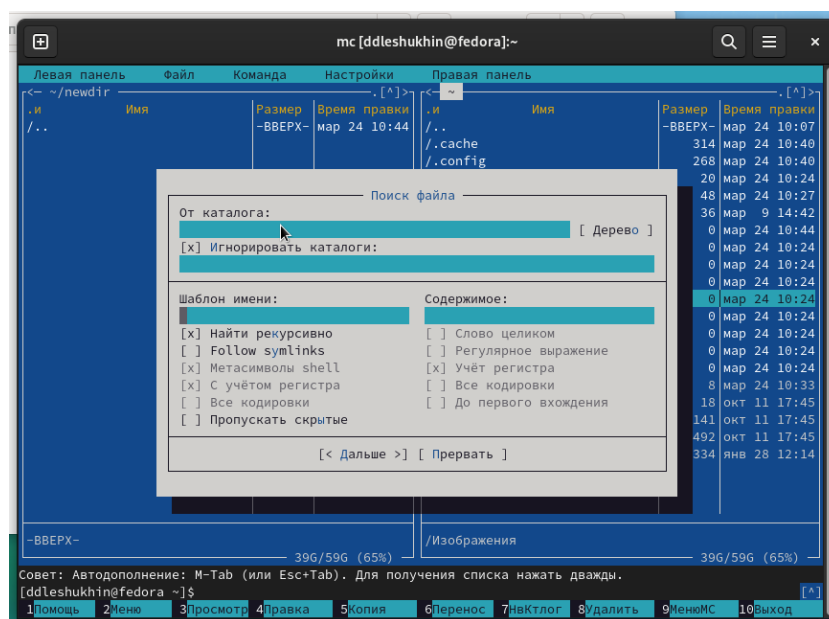 mc [ddleshukhin@fedora]:~
Левая панель Файл Команда Настройки Правая панель
<— ~/newdir .[^]> <— ~ .[^]>
.и Имя Размер Время правки .и Имя Размер Время правки
/.. -ВВЕРХ- мар 24 10:44 /.. -ВВЕРХ- мар 24 10:07
/.cache 314 мар 24 10:40
/.config 268 мар 24 10:40
20 мар 24 10:24
Поиск файла 48 мар 24 10:27
От каталога: 36 мар 9 14:42
[ Дерево ] 0 мар 24 10:44
[x] Игнорировать каталоги: 0 мар 24 10:24
0 мар 24 10:24
0 мар 24 10:24
Шаблон имени: Содержимое: 0 мар 24 10:24
0 мар 24 10:24
[x] Найти рекурсивно [ ] Слово целиком 0 мар 24 10:24
[ ] Follow symlinks [ ] Регулярное выражение 0 мар 24 10:24
[x] Метасимволы shell [x] Учёт регистра 0 мар 24 10:24
[x] С учётом регистра [ ] Все кодировки 8 мар 24 10:33
[ ] Все кодировки [ ] До первого вхождения 18 окт 11 17:45
[ ] Пропускать скрытые 141 окт 11 17:45
492 окт 11 17:45
[< Дальше >] [ Прервать ] 334 янв 28 12:14
-ВВЕРХ- /Изображения
39G/59G (65%) 39G/59G (65%)
Совет: Автодополнение: M-Tab (или Esc+Tab). Для получения списка нажать дважды.
[ddleshukhin@fedora ~]$ [^]
1Помощь 2Меню 3Просмотр 4Правка 5Копия 6Перенос 7НвКтлог 8Удалить 9МенюMC 10Выход